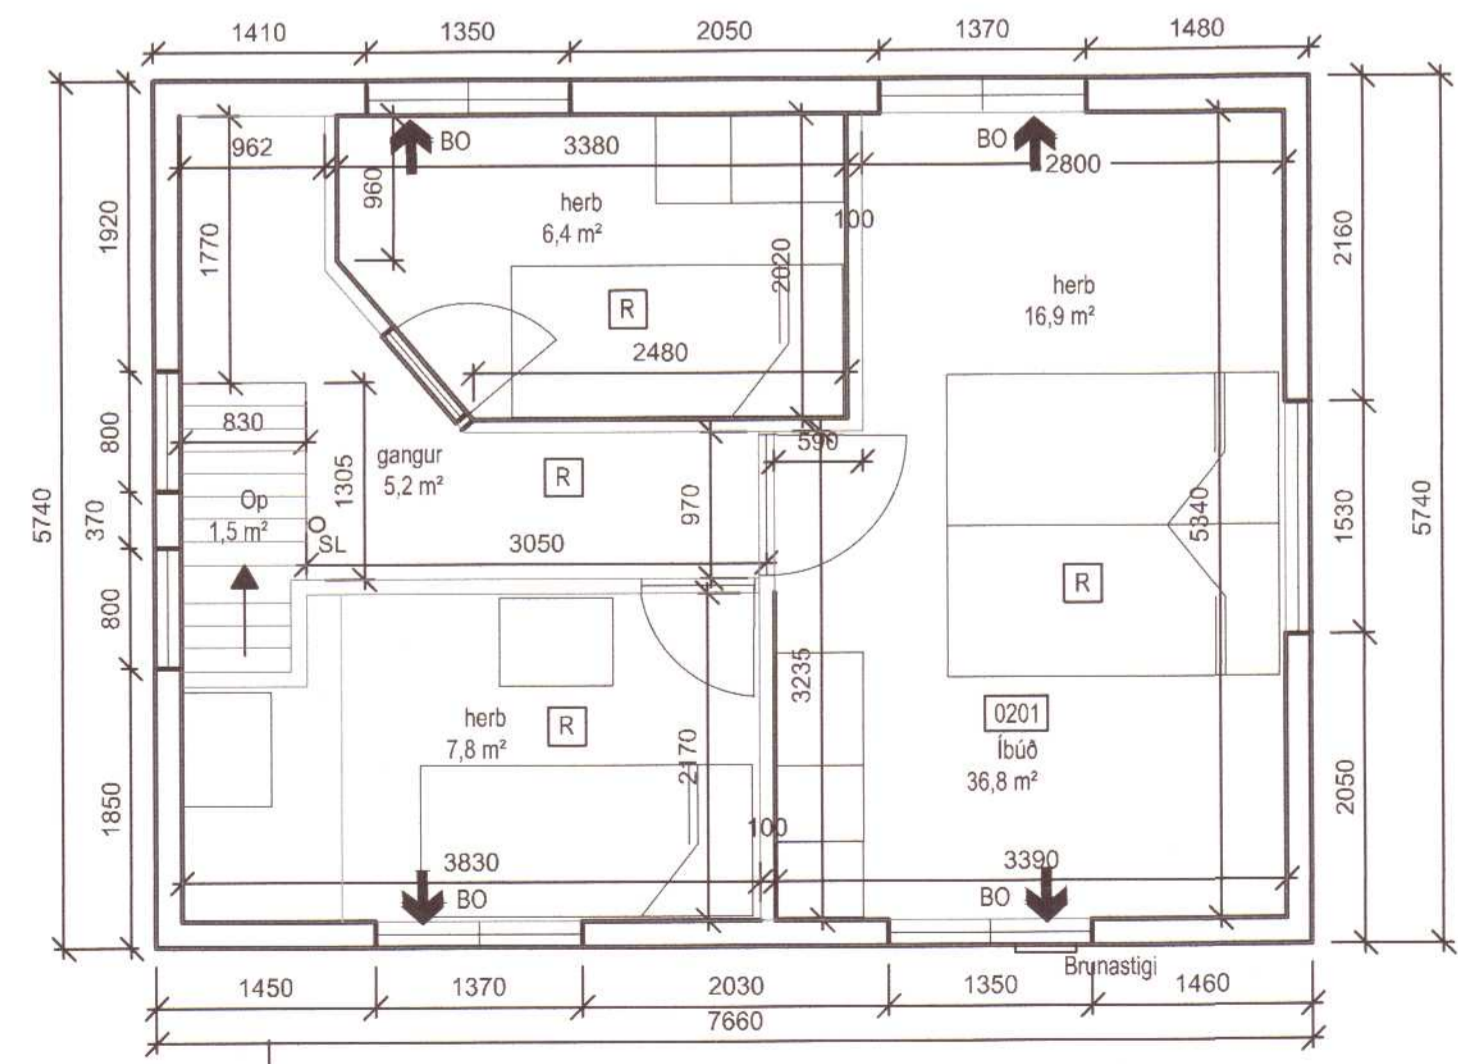 1410
1350
2050
1370
1480
962
BO
3380
BO
2800
960
herb
6,4 m²
100
1920
1770
2160
2020
herb
16,9 m²
R
2480
830
590
800
gangur
5,2 m²
1305
R
970
Op
1,5 m²
SL
3050
5740
370
5340
1530
5740
R
800
3235
herb
7,8 m²
R
2170
0201
Íbúð
36,8 m²
1850
2050
100
3830
3390
BO
BO
Brunastigi
1450
1370
2030
1350
1460
7660